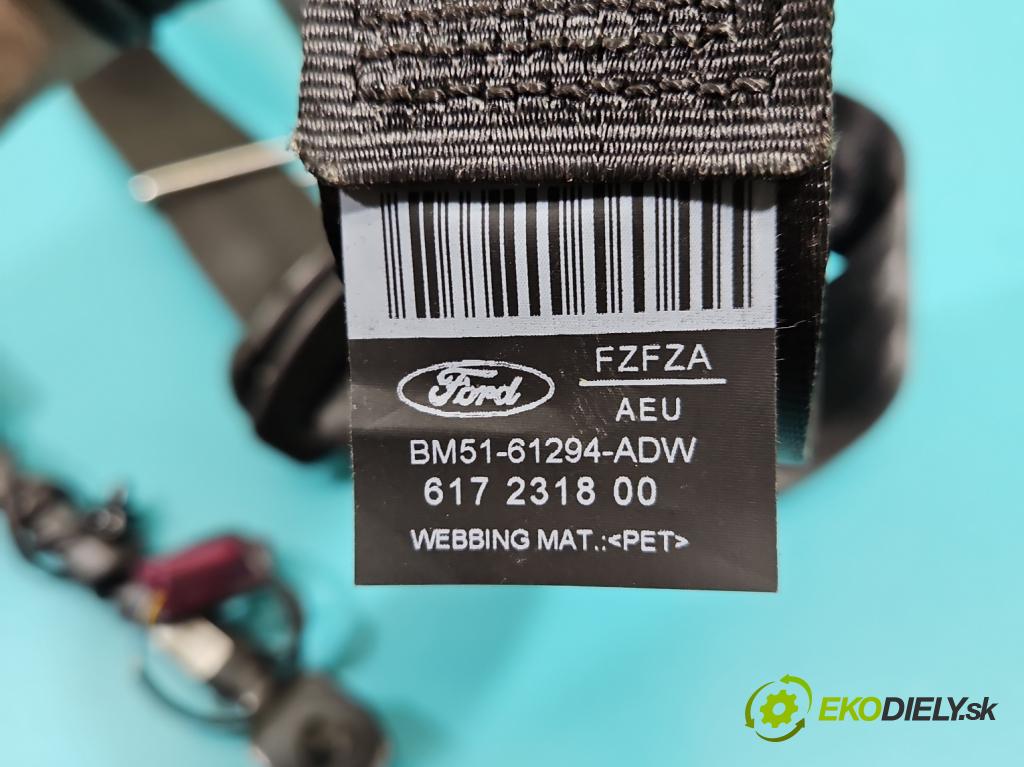 Ford
FZFZA
AEU
BM51-61294-ADW
617 2318 00
WEBBING MAT.:<PET>
EKODIELY.sk